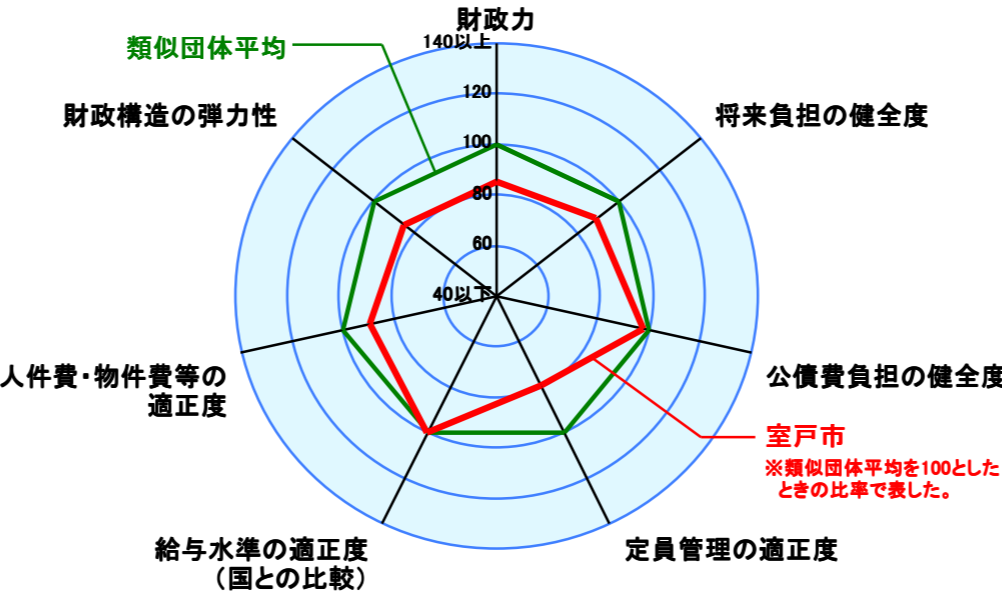 財政力
140以上
類似団体平均
120
財政構造の弾力性
将来負担の健全度
100
80
60
40以下
人件費・物件費等の
適正度
公債費負担の健全度
室戸市
※類似団体平均を100とした
ときの比率で表した。
給与水準の適正度
（国との比較）
定員管理の適正度